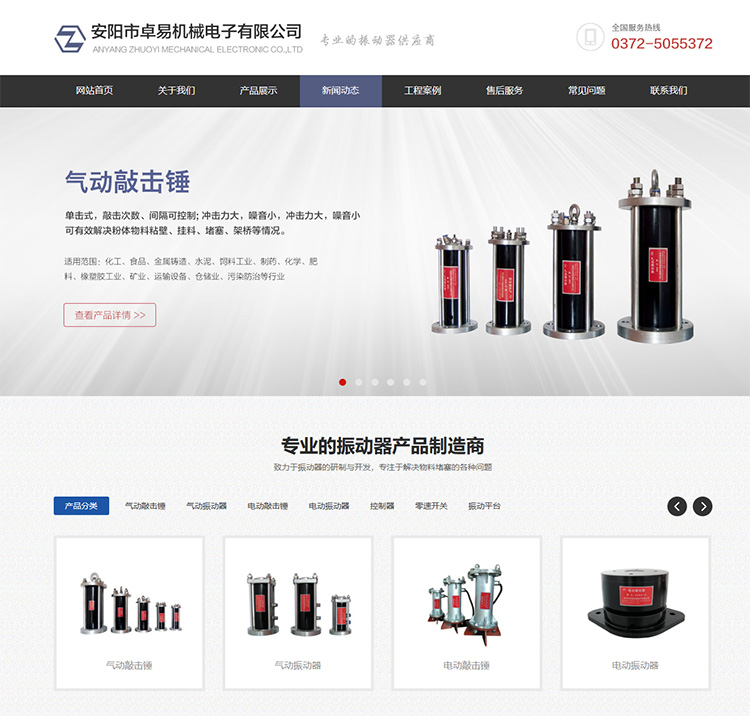 安阳市卓易机械电子有限公司
ANYANG ZHUOYI MECHANICAL ELECTRONIC CO.,LTD
专业的振动器供应商
全国服务热线
0372-5055372
网站首页 关于我们 产品展示 新闻动态 工程案例 售后服务 常见问题 联系我们
气动敲击锤
单击式，敲击次数、间隔可控制; 冲击力大，噪音小，冲击力大，噪音小
可有效解决粉体物料粘壁、挂料、堵塞、架桥等情况。
适用范围：化工、食品、金属铸造、水泥、饲料工业、制药、化学、肥
料、橡塑胶工业、矿业、运输设备、仓储业、污染防治等行业
查看产品详情 >>
专业的振动器产品制造商
致力于振动器的研制与开发，专注于解决物料堵塞的各种问题
产品分类 气动敲击锤 气动振动器 电动敲击锤 电动振动器 控制器 零速开关 振动平台
气动敲击锤 气动振动器 电动敲击锤 电动振动器